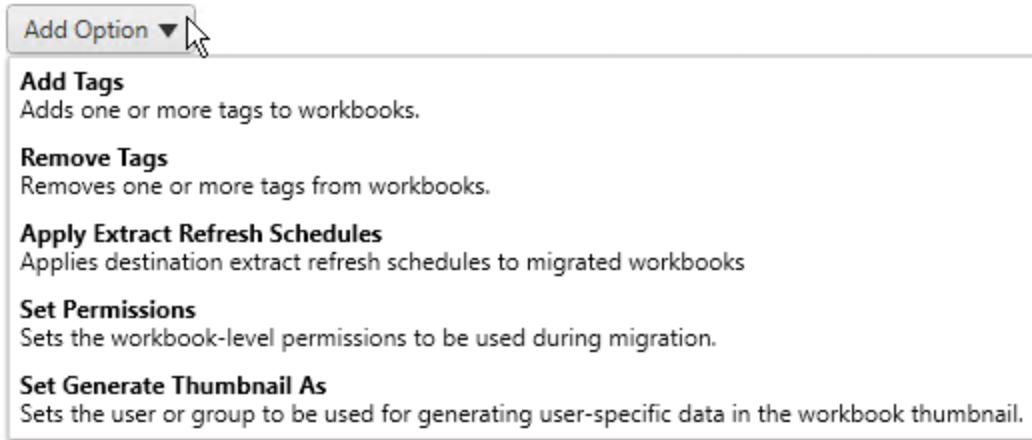 Add Option
Add Tags
Adds one or more tags to workbooks.
Remove Tags
Removes one or more tags from workbooks.
Apply Extract Refresh Schedules
Applies destination extract refresh schedules to migrated workbooks
Set Permissions
Sets the workbook-level permissions to be used during migration.
Set Generate Thumbnail As
Sets the user or group to be used for generating user-specific data in the workbook thumbnail.